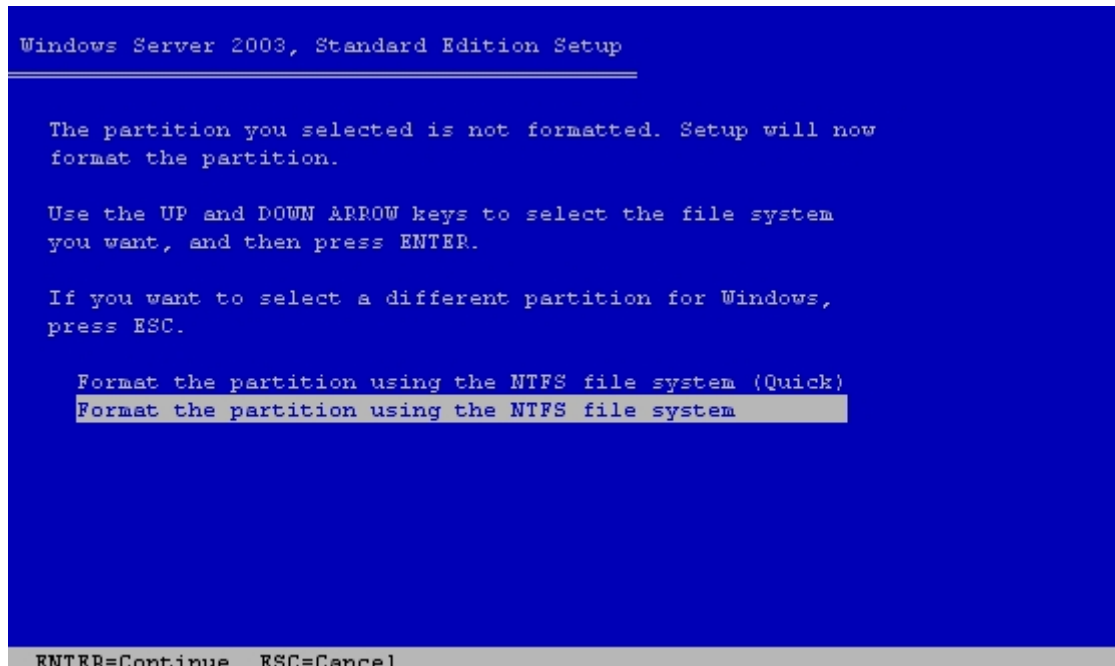 Windows Server 2003, Standard Edition Setup
The partition you selected is not formatted. Setup will now
format the partition.
Use the UP and DOWN ARROW keys to select the file system
you want, and then press ENTER.
If you want to select a different partition for Windows,
press ESC.
Format the partition using the NTFS file system (Quick)
Format the partition using the NTFS file system
ENTER=Continue ESC=Cancel